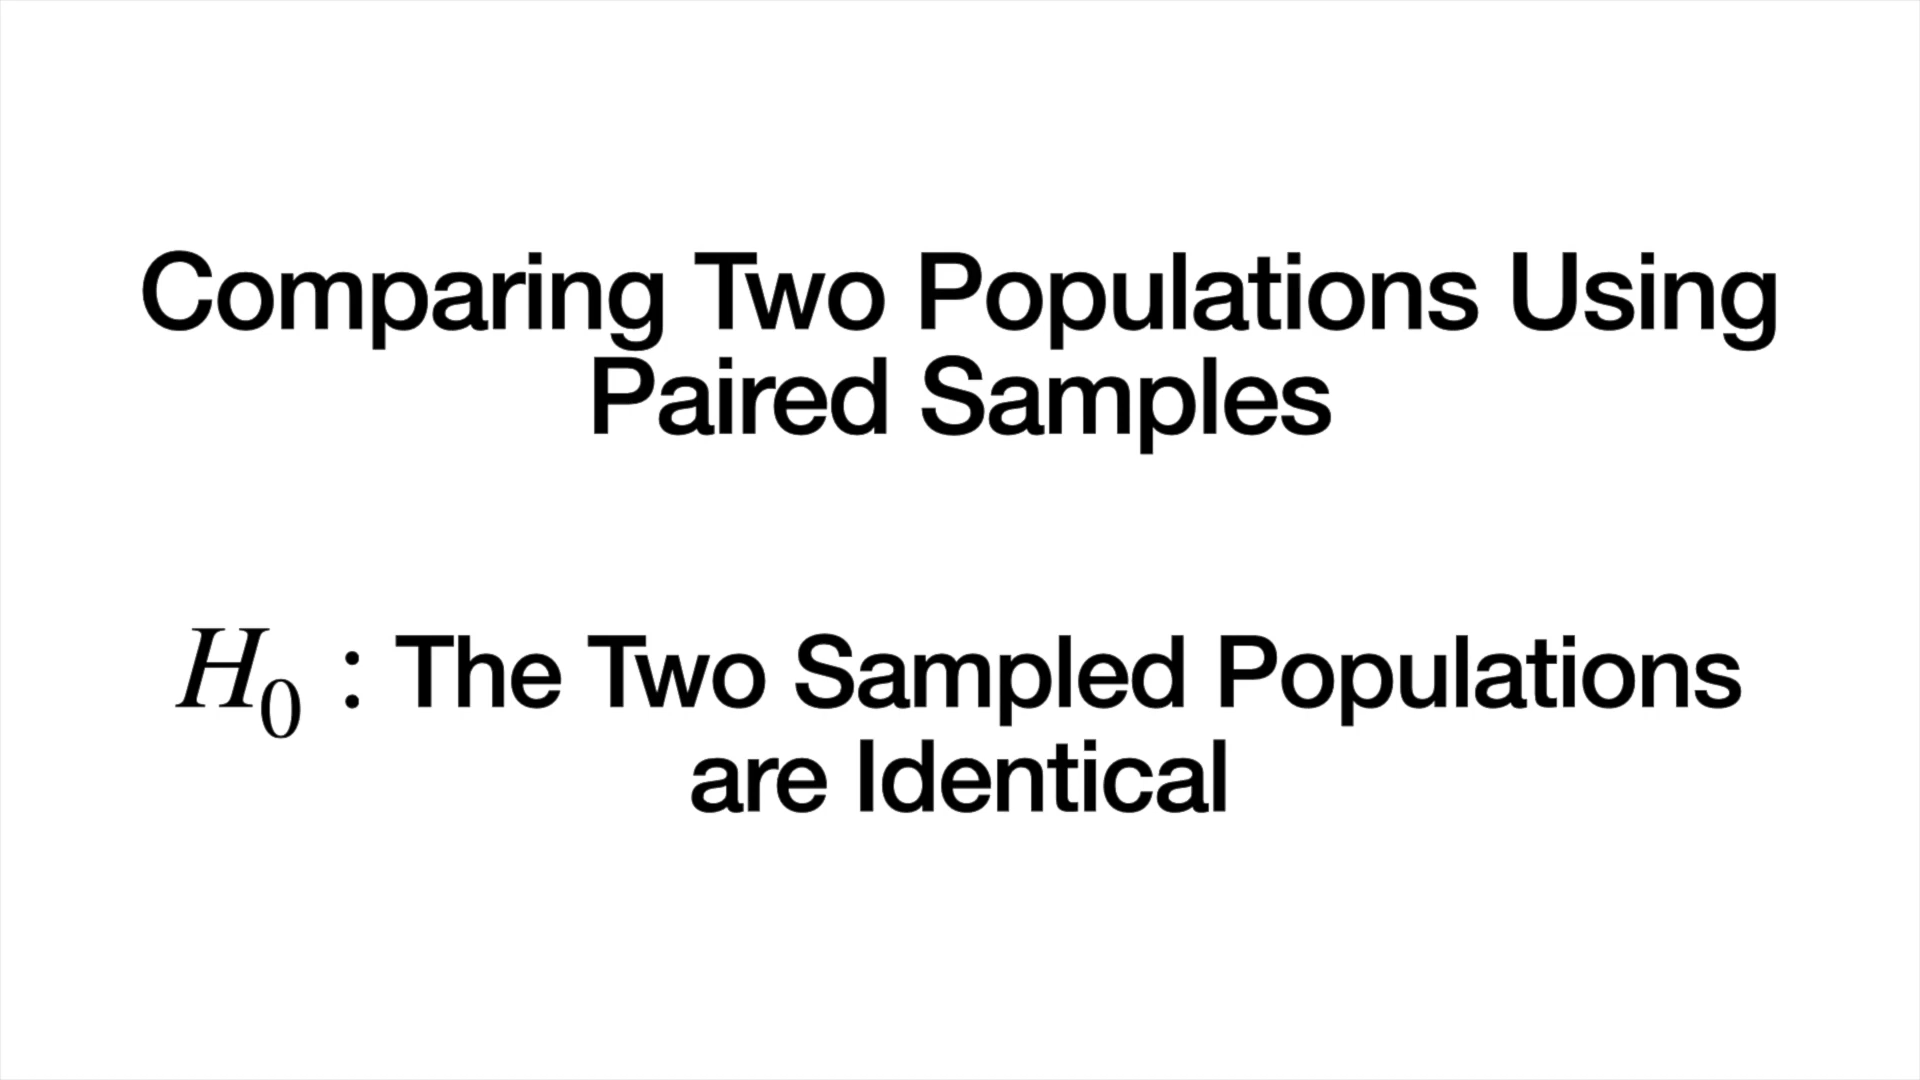 Comparing Two Populations Using
Paired Samples
H₀ : The Two Sampled Populations
are Identical